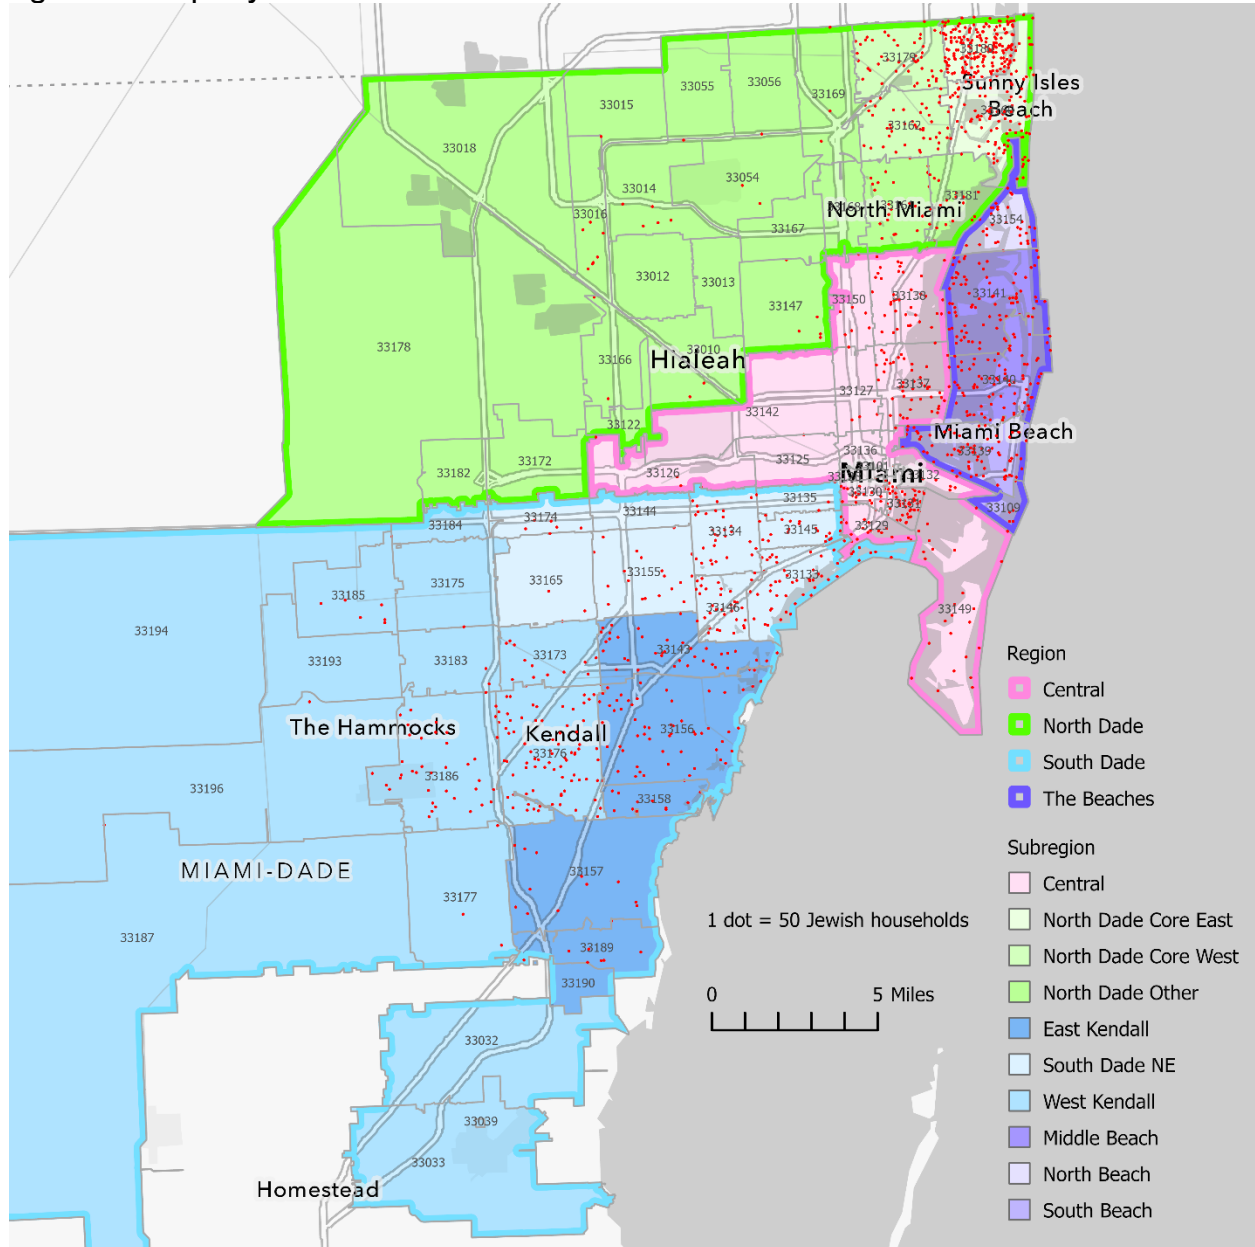 33180
33179
Sunny Isles
Beach
33055
33056
33015
33169
33162
33018
33014
33054
33181
33016
North Miami
33154
33167
33012
33013
33147
33150
33138
33141
33178
33166
33010
Hialeah
33127
33137
33140
33142
33122
Miami Beach
33136
33139
33182
33172
33126
33125
Miami
33132
33130
33131
33135
33109
33184
33174
33144
33134
33145
33129
33165
33155
33133
33185
33175
33146
33149
33194
33193
33183
33173
33143
Region
Central
The Hammocks
Kendall
33156
North Dade
33176
South Dade
33196
33186
33158
The Beaches
Subregion
MIAMI-DADE
33157
Central
33177
1 dot = 50 Jewish households
North Dade Core East
33187
33189
North Dade Core West
33190
0
5 Miles
North Dade Other
33032
East Kendall
South Dade NE
33039
West Kendall
33033
Middle Beach
Homestead
North Beach
South Beach